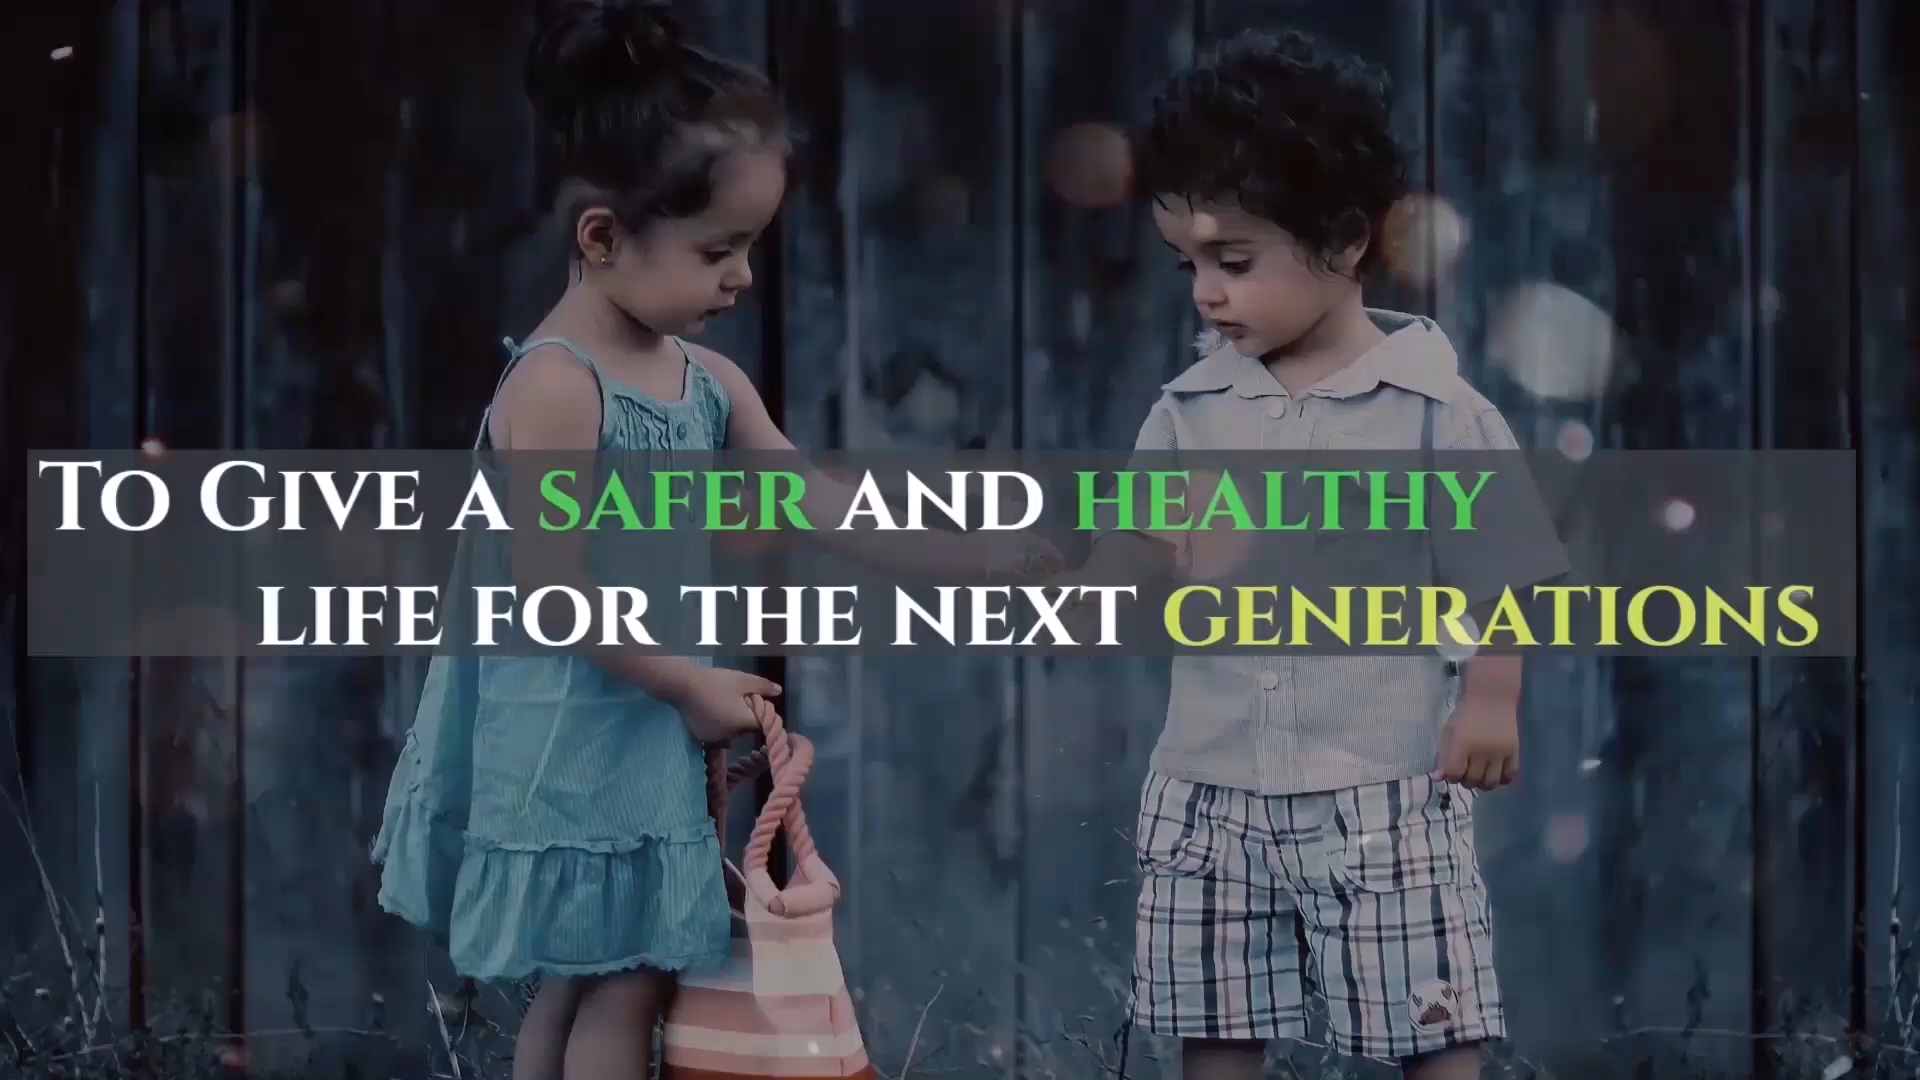 To Give a safer and healthy
life for the next generations